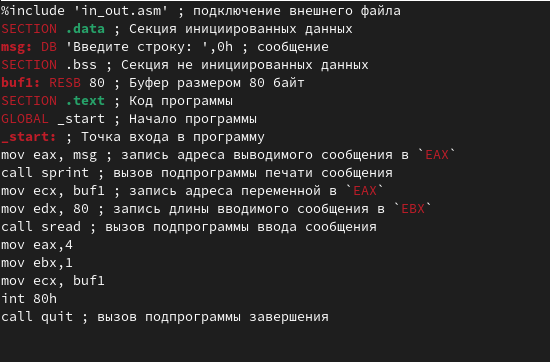 %include 'in_out.asm' ; подключение внешнего файла
SECTION .data ; Секция инициированных данных
msg: DB 'Введите строку: ',0h ; сообщение
SECTION .bss ; Секция не инициированных данных
buf1: RESB 80 ; Буфер размером 80 байт
SECTION .text ; Код программы
GLOBAL _start ; Начало программы
_start: ; Точка входа в программу
mov eax, msg ; запись адреса выводимого сообщения в `EAX`
call sprint ; вызов подпрограммы печати сообщения
mov ecx, buf1 ; запись адреса переменной в `EAX`
mov edx, 80 ; запись длины вводимого сообщения в `EBX`
call sread ; вызов подпрограммы ввода сообщения
mov eax,4
mov ebx,1
mov ecx, buf1
int 80h
call quit ; вызов подпрограммы завершения